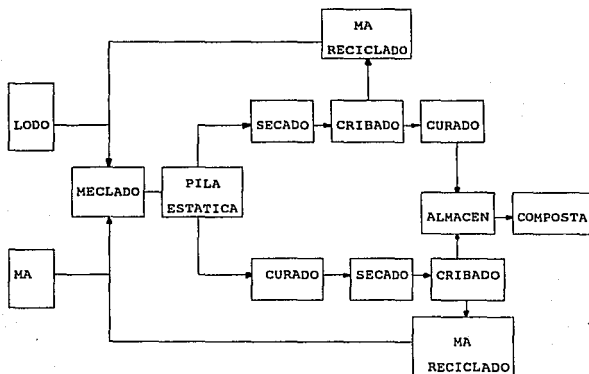 MA
RECICLADO
LODO
SECADO
CRIBADO
CURADO
MECLADO
PILA
ESTATICA
ALMACEN
COMPOSTA
MA
CURADO
SECADO
CRIBADO
MA
RECICLADO